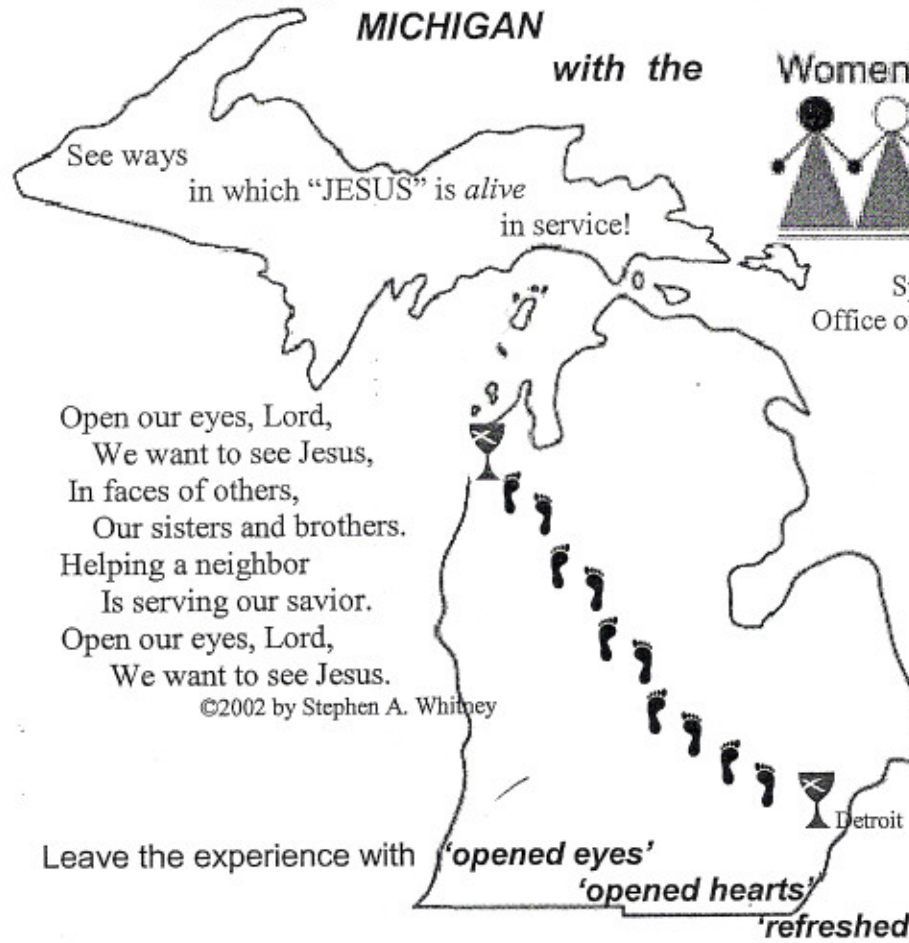 MICHIGAN
with the
Women
See ways
in which “JESUS” is alive
in service!
Office o
Open our eyes, Lord,
We want to see Jesus,
In faces of others,
Our sisters and brothers.
Helping a neighbor
Is serving our savior.
Open our eyes, Lord,
We want to see Jesus.
©2002 by Stephen A. Whitney
Detroit
Leave the experience with ‘opened eyes’
‘opened hearts’
‘refreshed